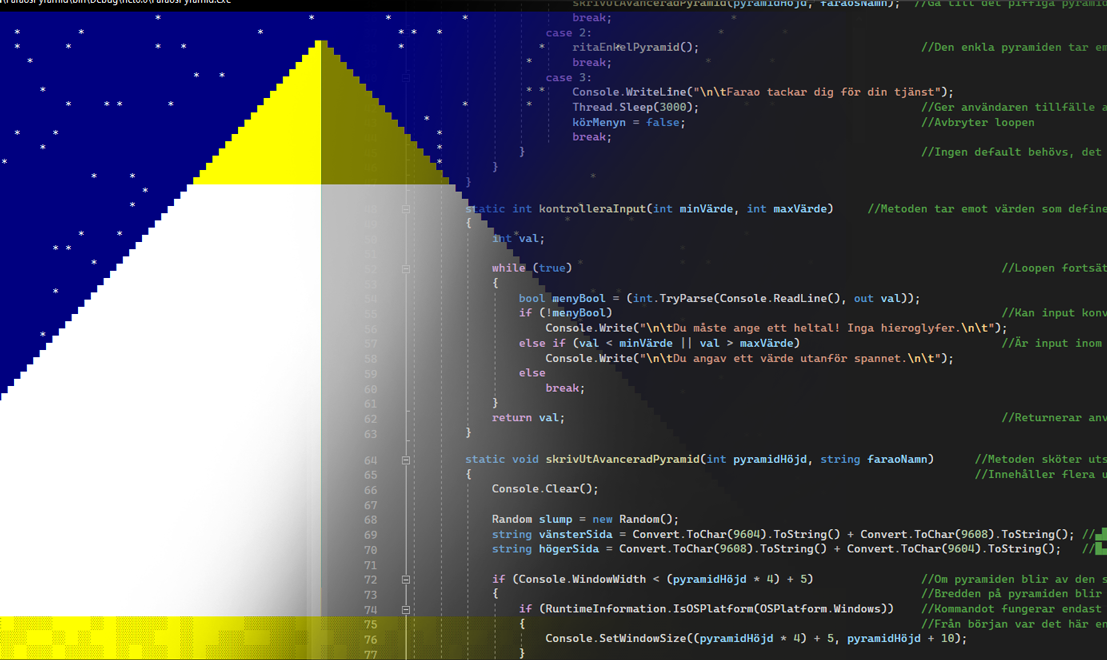 FaraosPyramid.exe
skrivUtAvanceradPyramid(pyramidHöjd, faraosNamn); //Gå till det piffiga pyramid
break;
case 2:
ritaEnkelPyramid(); //Den enkla pyramiden tar em
break;
case 3:
Console.WriteLine("\n\tFarao tackar dig för din tjänst");
Thread.Sleep(3000); //Ger användaren tillfälle a
körMenyn = false; //Avbryter loopen
break;
} //Ingen default behövs, det
}
}
static int kontrolleraInput(int minVärde, int maxVärde) //Metoden tar emot värden som define
{
int val;
while (true) //Loopen fortsät
{
bool menyBool = (int.TryParse(Console.ReadLine(), out val));
if (!menyBool) //Kan input konv
Console.Write("\n\tDu måste ange ett heltal! Inga hieroglyfer.\n\t");
else if (val < minVärde || val > maxVärde) //Är input inom
Console.Write("\n\tDu angav ett värde utanför spannet.\n\t");
59 else
60 break;
61 }
62 return val; //Returnerar anv
63 }
64 static void skrivUtAvanceradPyramid(int pyramidHöjd, string faraoNamn) //Metoden sköter uts
65 { //Innehåller flera u
66 Console.Clear();
67
68 Random slump = new Random();
69 string vänsterSida = Convert.ToChar(9604).ToString() + Convert.ToChar(9608).ToString(); //▄█
70 string högerSida = Convert.ToChar(9608).ToString() + Convert.ToChar(9604).ToString(); //█▄
71
72 if (Console.WindowWidth < (pyramidHöjd * 4) + 5) //Om pyramiden blir av den s
73 { //Bredden på pyramiden blir
74 if (RuntimeInformation.IsOSPlatform(OSPlatform.Windows)) //Kommandot fungerar endast
75 { //Från början var det här en
76 Console.SetWindowSize((pyramidHöjd * 4) + 5, pyramidHöjd + 10);
77 }